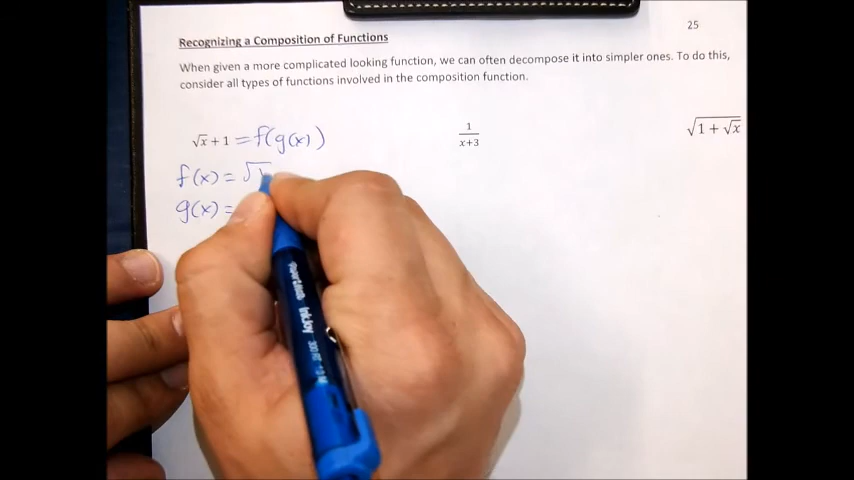 25
Recognizing a Composition of Functions
When given a more complicated looking function, we can often decompose it into simpler ones. To do this,
consider all types of functions involved in the composition function.
√x + 1 = f(g(x)) 1/(x+3) √(1 + √x)
f(x) = √
g(x) =
InkJoy